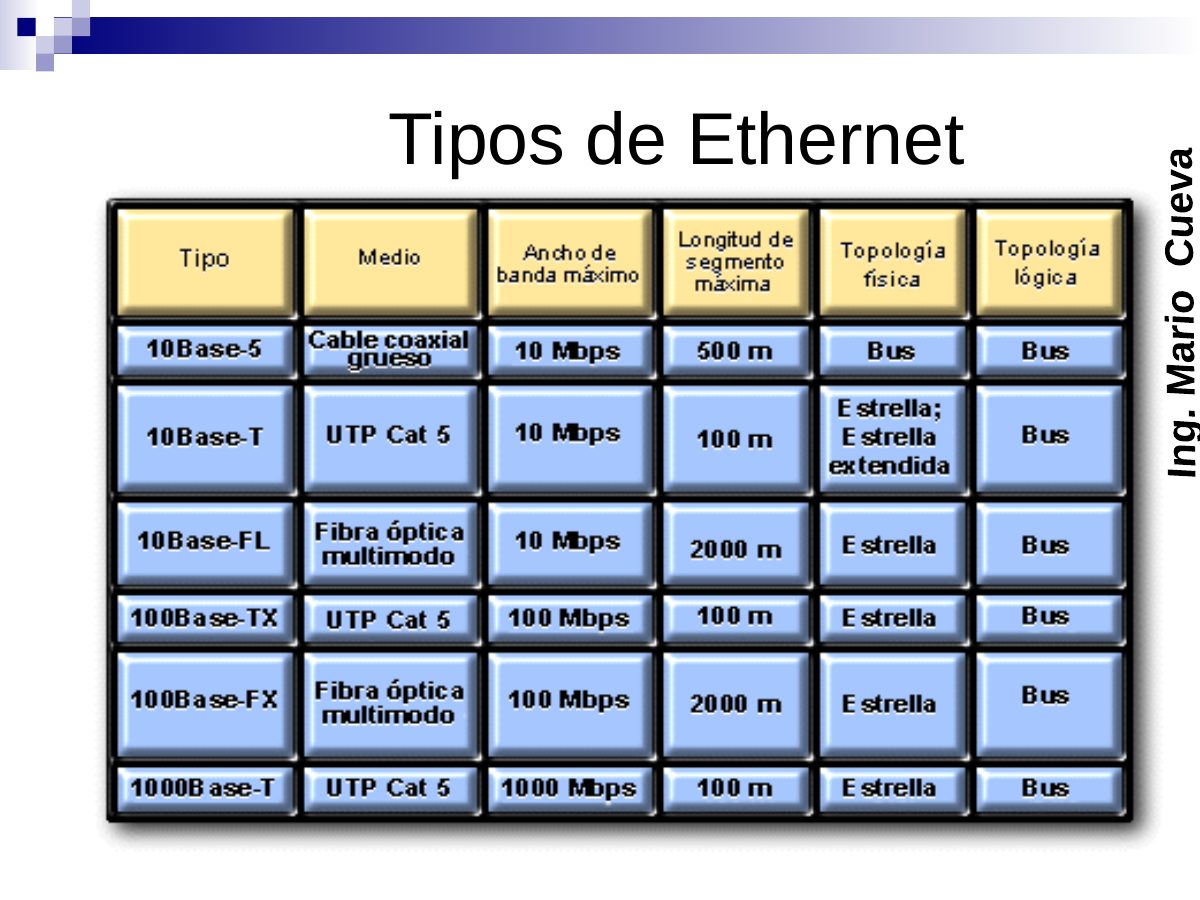 Tipos de Ethernet
Ing. Mario Cueva
Tipo
Medio
Ancho de
banda máximo
Longitud de
segmento
máxima
Topología
física
Topología
lógica
10Base-5
Cable coaxial
grueso
10 Mbps
500 m
Bus
Bus
10Base-T
UTP Cat 5
10 Mbps
100 m
Estrella;
Estrella
extendida
Bus
10Base-FL
Fibra óptica
multimodo
10 Mbps
2000 m
Estrella
Bus
100Base-TX
UTP Cat 5
100 Mbps
100 m
Estrella
Bus
100Base-FX
Fibra óptica
multimodo
100 Mbps
2000 m
Estrella
Bus
1000Base-T
UTP Cat 5
1000 Mbps
100 m
Estrella
Bus